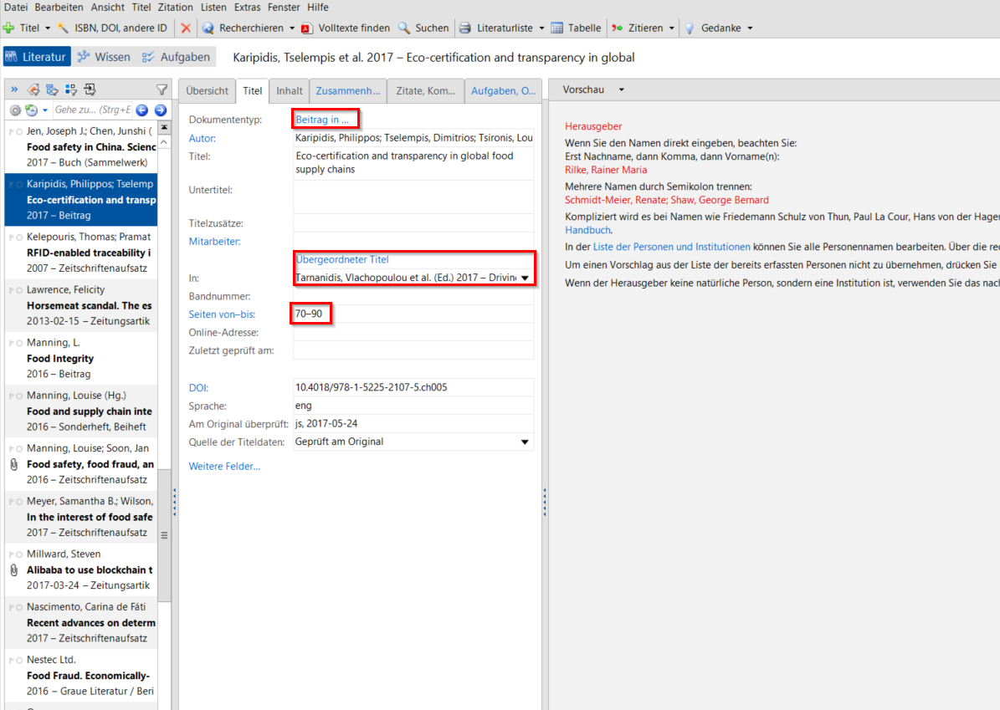 Datei Bearbeiten Ansicht Titel Zitation Listen Extras Fenster Hilfe
Titel ISBN, DOI, andere ID Recherchieren Volltexte finden Suchen Literaturliste Tabelle Zitieren Gedanke
Literatur Wissen Aufgaben Karipidis, Tselempis et al. 2017 – Eco-certification and transparency in global
Gehe zu... (Strg+E
Jen, Joseph J.; Chen, Junshi (
Food safety in China. Scienc
2017 – Buch (Sammelwerk)
Karipidis, Philippos; Tselemp
Eco-certification and transp
2017 – Beitrag
Kelepouris, Thomas; Pramat
RFID-enabled traceability i
2007 – Zeitschriftenaufsatz
Lawrence, Felicity
Horsemeat scandal. The es
2013-02-15 – Zeitungsartik
Manning, L.
Food Integrity
2016 – Beitrag
Manning, Louise (Hg.)
Food and supply chain inte
2016 – Sonderheft, Beiheft
Manning, Louise; Soon, Jan
Food safety, food fraud, an
2016 – Zeitschriftenaufsatz
Meyer, Samantha B.; Wilson,
In the interest of food safe
2017 – Zeitschriftenaufsatz
Millward, Steven
Alibaba to use blockchain t
2017-03-24 – Zeitungsartik
Nascimento, Carina de Fáti
Recent advances on determ
2017 – Zeitschriftenaufsatz
Nestec Ltd.
Food Fraud. Economically-
2016 – Graue Literatur / Beri
Übersicht Titel Inhalt Zusammenh... Zitate, Kom... Aufgaben, O...
Dokumententyp: Beitrag in ...
Autor: Karipidis, Philippos; Tselempis, Dimitrios; Tsironis, Lou
Titel: Eco-certification and transparency in global food
supply chains
Untertitel:
Titelzusätze:
Mitarbeiter:
Übergeordneter Titel
In: Tarnanidis, Vlachopoulou et al. (Ed.) 2017 – Driving
Bandnummer:
Seiten von–bis: 70–90
Online-Adresse:
Zuletzt geprüft am:
DOI: 10.4018/978-1-5225-2107-5.ch005
Sprache: eng
Am Original überprüft: js, 2017-05-24
Quelle der Titeldaten: Geprüft am Original
Weitere Felder...
Vorschau
Herausgeber
Wenn Sie den Namen direkt eingeben, beachten Sie:
Erst Nachname, dann Komma, dann Vorname(n):
Rilke, Rainer Maria
Mehrere Namen durch Semikolon trennen:
Schmidt-Meier, Renate; Shaw, George Bernard
Kompliziert wird es bei Namen wie Friedemann Schulz von Thun, Paul La Cour, Hans von der Hagen
Handbuch.
In der Liste der Personen und Institutionen können Sie alle Personennamen bearbeiten. Über die re
Um einen Vorschlag aus der Liste der bereits erfassten Personen nicht zu übernehmen, drücken Sie
Wenn der Herausgeber keine natürliche Person, sondern eine Institution ist, verwenden Sie das nach